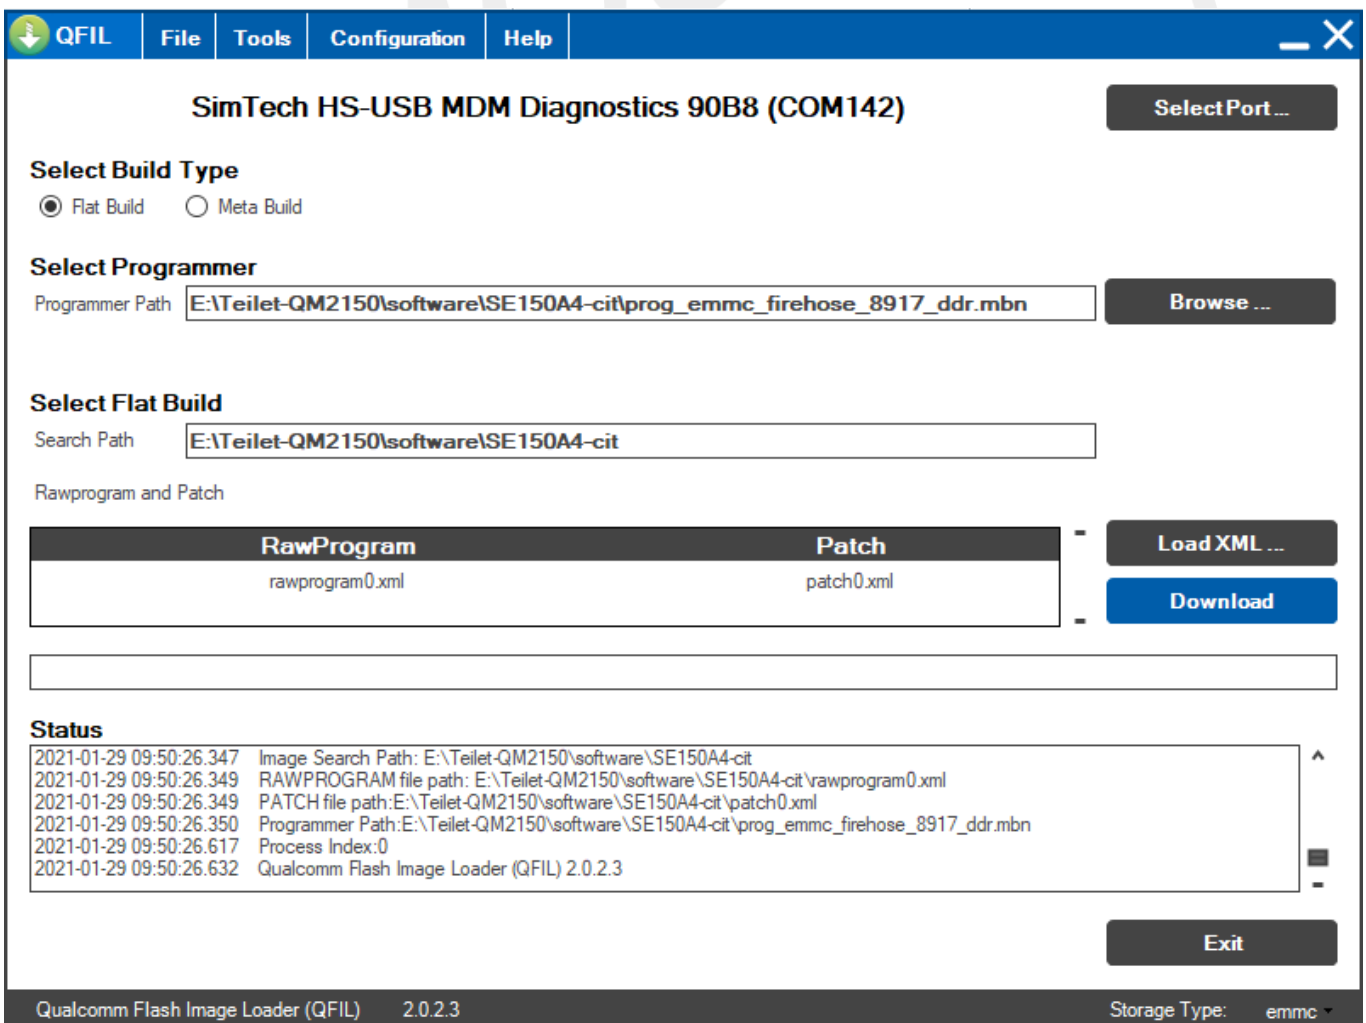 QFIL File Tools Configuration Help
SimTech HS-USB MDM Diagnostics 90B8 (COM142)
Select Port ...
Select Build Type
Flat Build Meta Build
Select Programmer
Programmer Path E:\Teilet-QM2150\software\SE150A4-cit\prog_emmc_firehose_8917_ddr.mbn
Browse ...
Select Flat Build
Search Path E:\Teilet-QM2150\software\SE150A4-cit
Rawprogram and Patch
RawProgram Patch
Load XML ...
rawprogram0.xml patch0.xml
Download
Status
2021-01-29 09:50:26.347 Image Search Path: E:\Teilet-QM2150\software\SE150A4-cit
2021-01-29 09:50:26.349 RAWPROGRAM file path: E:\Teilet-QM2150\software\SE150A4-cit\rawprogram0.xml
2021-01-29 09:50:26.349 PATCH file path:E:\Teilet-QM2150\software\SE150A4-cit\patch0.xml
2021-01-29 09:50:26.350 Programmer Path:E:\Teilet-QM2150\software\SE150A4-cit\prog_emmc_firehose_8917_ddr.mbn
2021-01-29 09:50:26.617 Process Index:0
2021-01-29 09:50:26.632 Qualcomm Flash Image Loader (QFIL) 2.0.2.3
Exit
Qualcomm Flash Image Loader (QFIL) 2.0.2.3 Storage Type: emmc